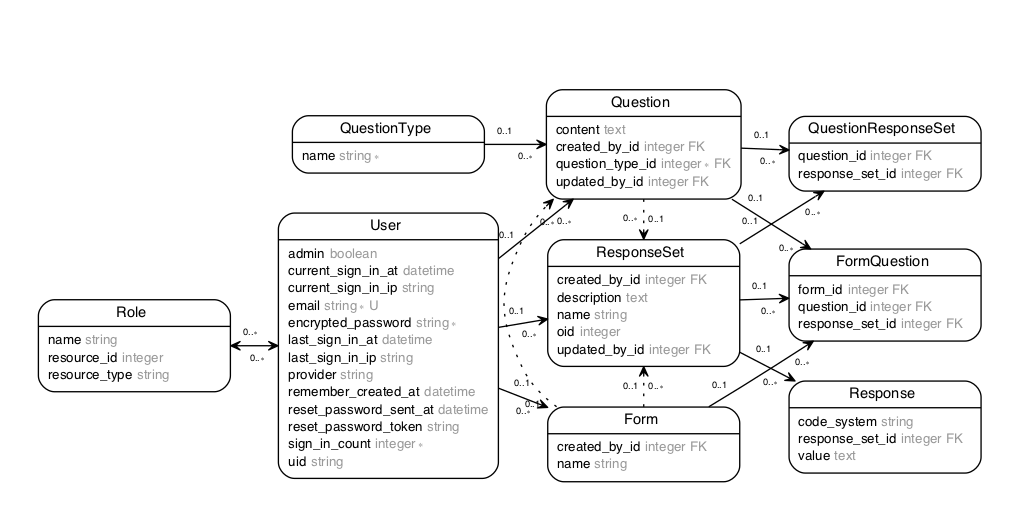 QuestionType
name string *
Question
content text
created_by_id integer FK
question_type_id integer * FK
updated_by_id integer FK
QuestionResponseSet
question_id integer FK
response_set_id integer FK
User
admin boolean
current_sign_in_at datetime
current_sign_in_ip string
email string * U
encrypted_password string *
last_sign_in_at datetime
last_sign_in_ip string
provider string
remember_created_at datetime
reset_password_sent_at datetime
reset_password_token string
sign_in_count integer *
uid string
ResponseSet
created_by_id integer FK
description text
name string
oid integer
updated_by_id integer FK
FormQuestion
form_id integer FK
question_id integer FK
response_set_id integer FK
Role
name string
resource_id integer
resource_type string
Form
created_by_id integer FK
name string
Response
code_system string
response_set_id integer FK
value text
0..1
0..*
0..1
0..*
0..1
0..*
0..1
0..*
0..*
0..*
0..1
0..1
0..*
0..*
0..*
0..1
0..*
0..1
0..*
0..1
0..*
0..1
0..*
0..1
0..*
0..1
0..*
0..1